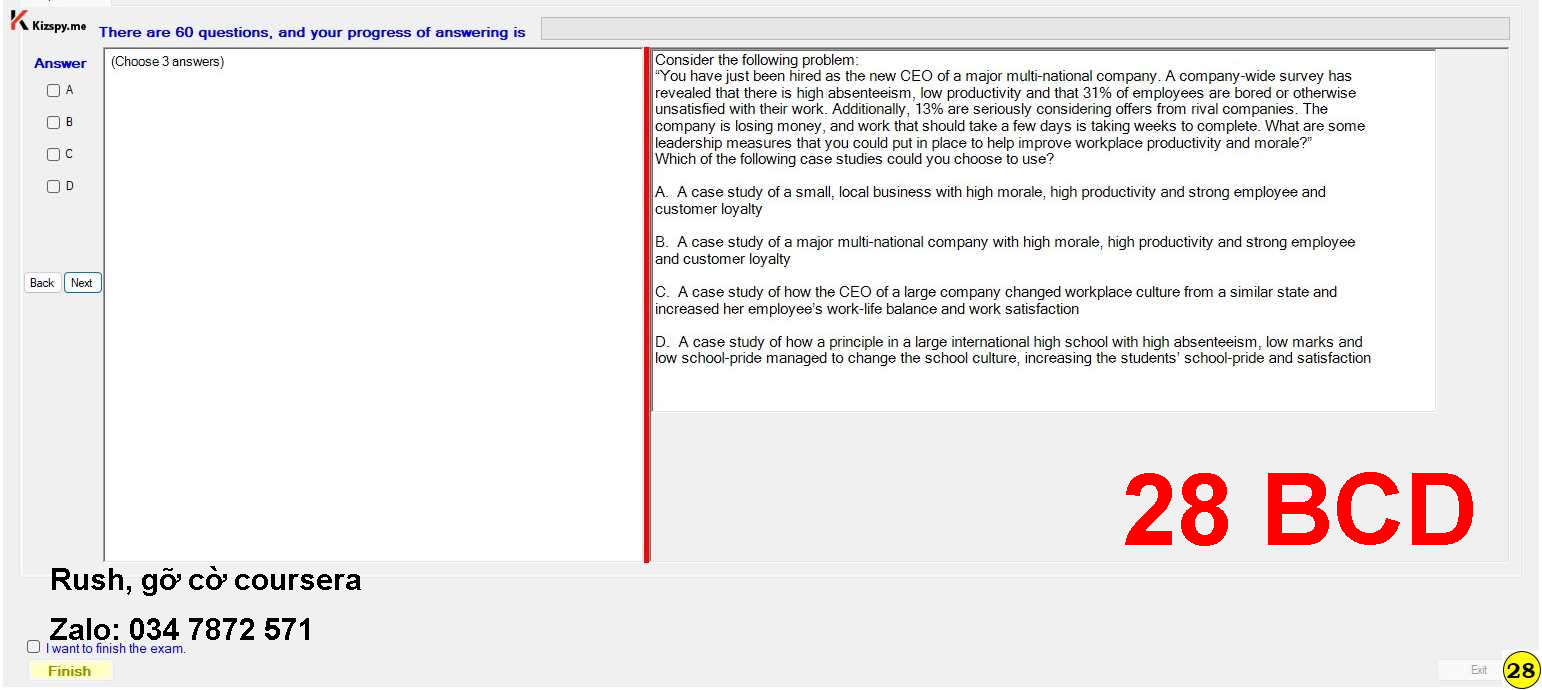 Kizspy.me
There are 60 questions, and your progress of answering is
Answer
(Choose 3 answers)
A
B
C
D
Back
Next
Consider the following problem:
“You have just been hired as the new CEO of a major multi-national company. A company-wide survey has
revealed that there is high absenteeism, low productivity and that 31% of employees are bored or otherwise
unsatisfied with their work. Additionally, 13% are seriously considering offers from rival companies. The
company is losing money, and work that should take a few days is taking weeks to complete. What are some
leadership measures that you could put in place to help improve workplace productivity and morale?”
Which of the following case studies could you choose to use?
A. A case study of a small, local business with high morale, high productivity and strong employee and
customer loyalty
B. A case study of a major multi-national company with high morale, high productivity and strong employee
and customer loyalty
C. A case study of how the CEO of a large company changed workplace culture from a similar state and
increased her employee’s work-life balance and work satisfaction
D. A case study of how a principle in a large international high school with high absenteeism, low marks and
low school-pride managed to change the school culture, increasing the students’ school-pride and satisfaction
28 BCD
Rush, gỡ cờ coursera
Zalo: 034 7872 571
I want to finish the exam.
Finish
Exit
28